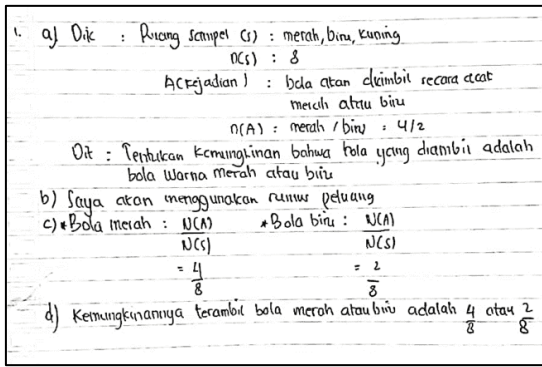 1. a) Dik : Ruang Sampel (s) : merah, biru, kuning
n(s) : 8
A(kejadian) : bola akan diambil secara acak
merah atau biru
n(A) : merah / biru : 4/2
Dit : Tentukan Kemungkinan bahwa bola yang diambil adalah
bola warna merah atau biru
b) Saya akan menggunakan rumus peluang
c) *Bola merah : N(A)/N(s) *Bola biru : N(A)/N(s)
= 4/8 = 2/8
d) Kemungkinannya terambil bola merah atau biru adalah 4/8 atau 2/8